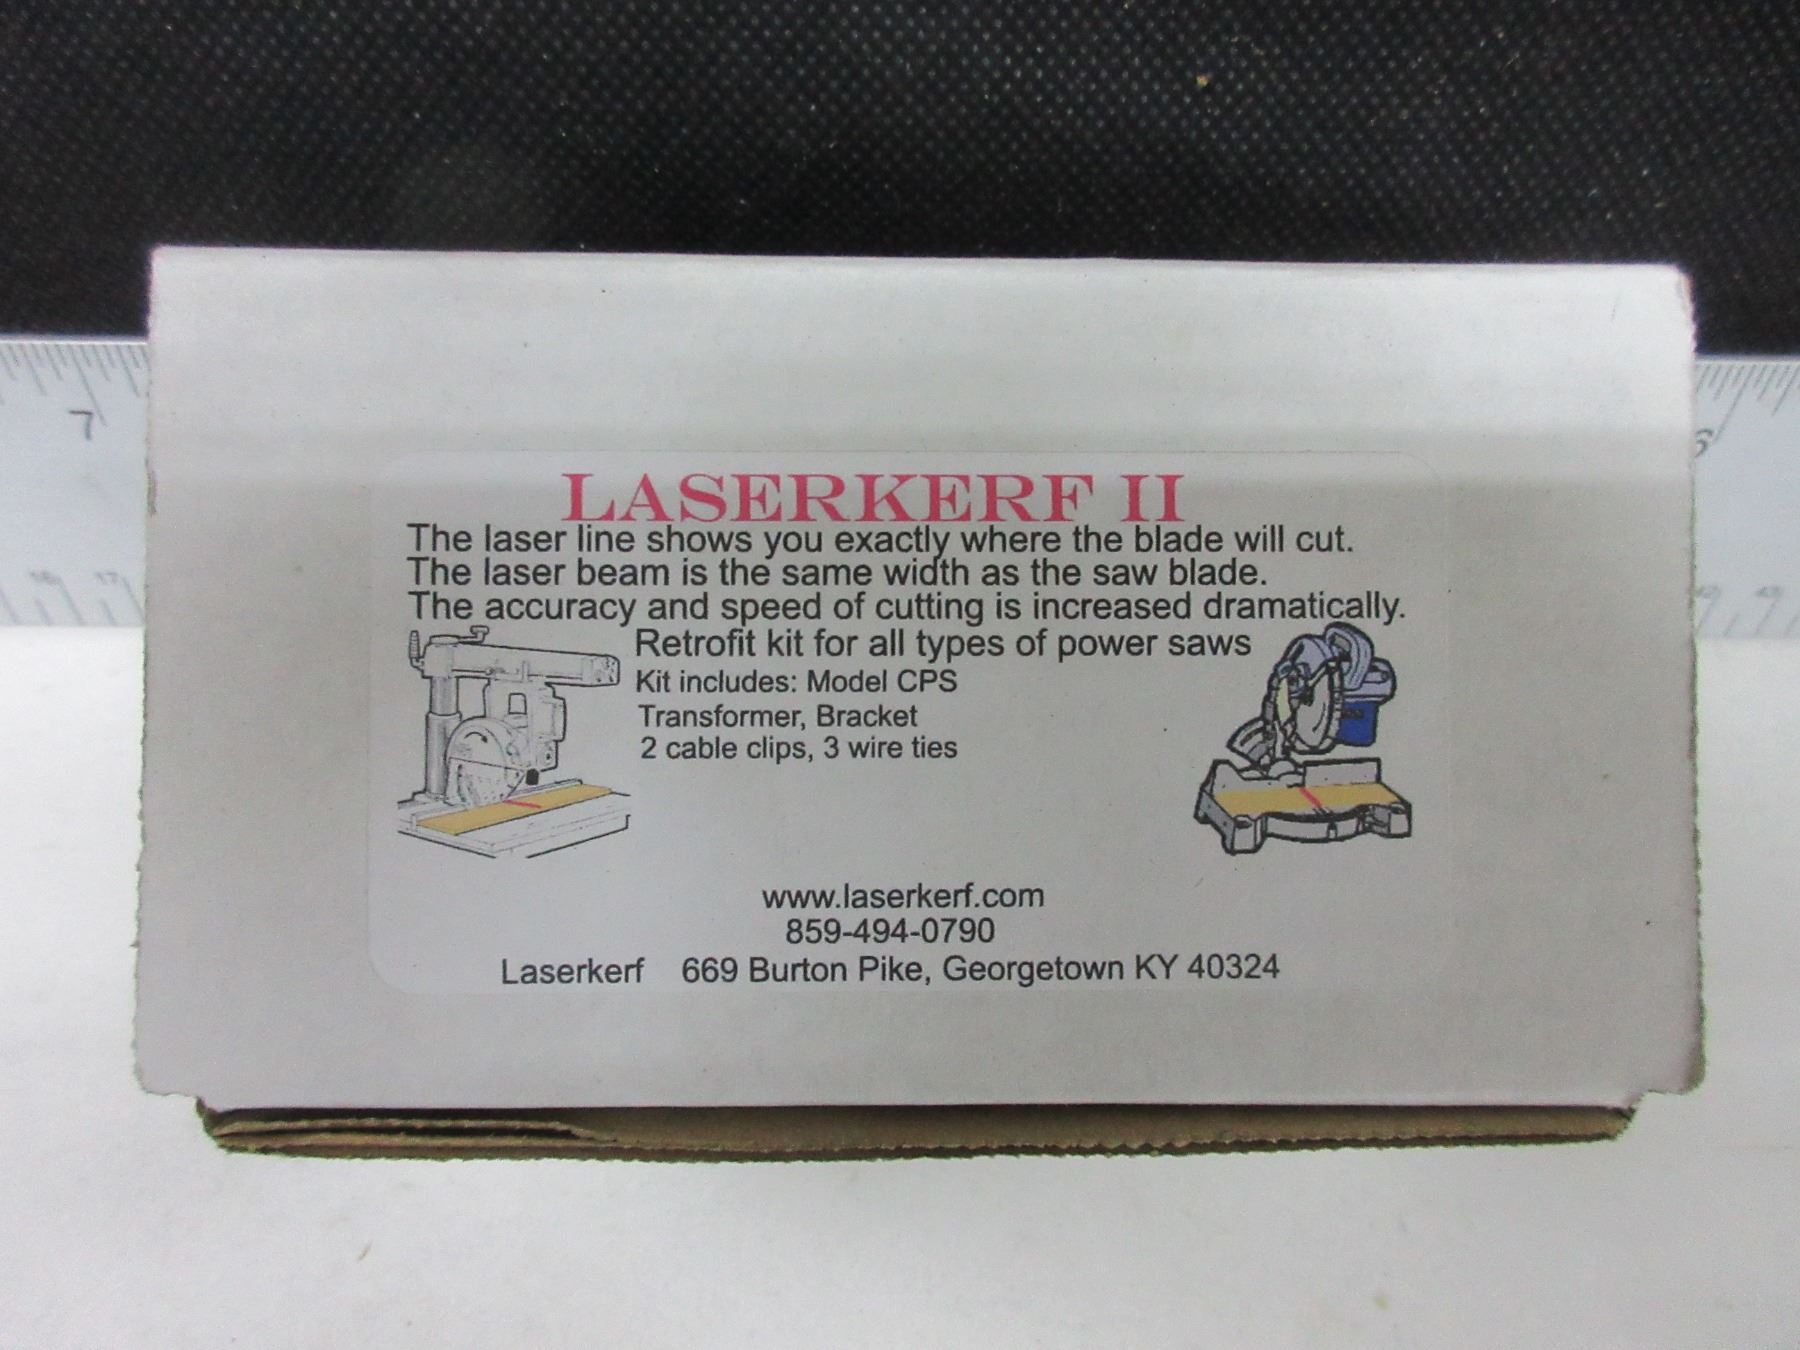 LASERKERF II
The laser line shows you exactly where the blade will cut.
The laser beam is the same width as the saw blade.
The accuracy and speed of cutting is increased dramatically.
Retrofit kit for all types of power saws
Kit includes: Model CPS
Transformer, Bracket
2 cable clips, 3 wire ties
www.laserkerf.com
859-494-0790
Laserkerf 669 Burton Pike, Georgetown KY 40324
7
6
17